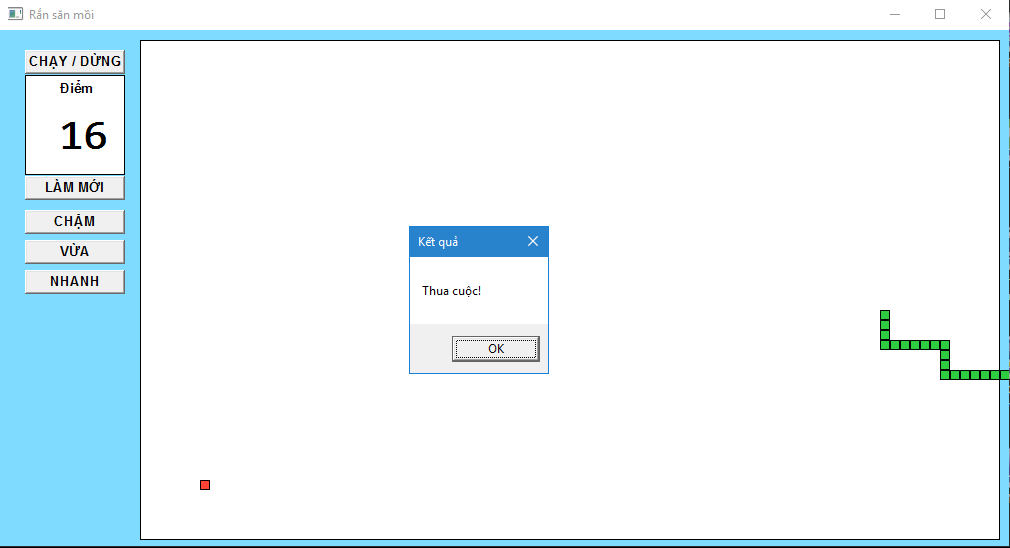 Rắn săn mồi
CHẠY / DỪNG
Điểm
16
LÀM MỚI
CHẬM
VỪA
NHANH
Kết quả
Thua cuộc!
OK